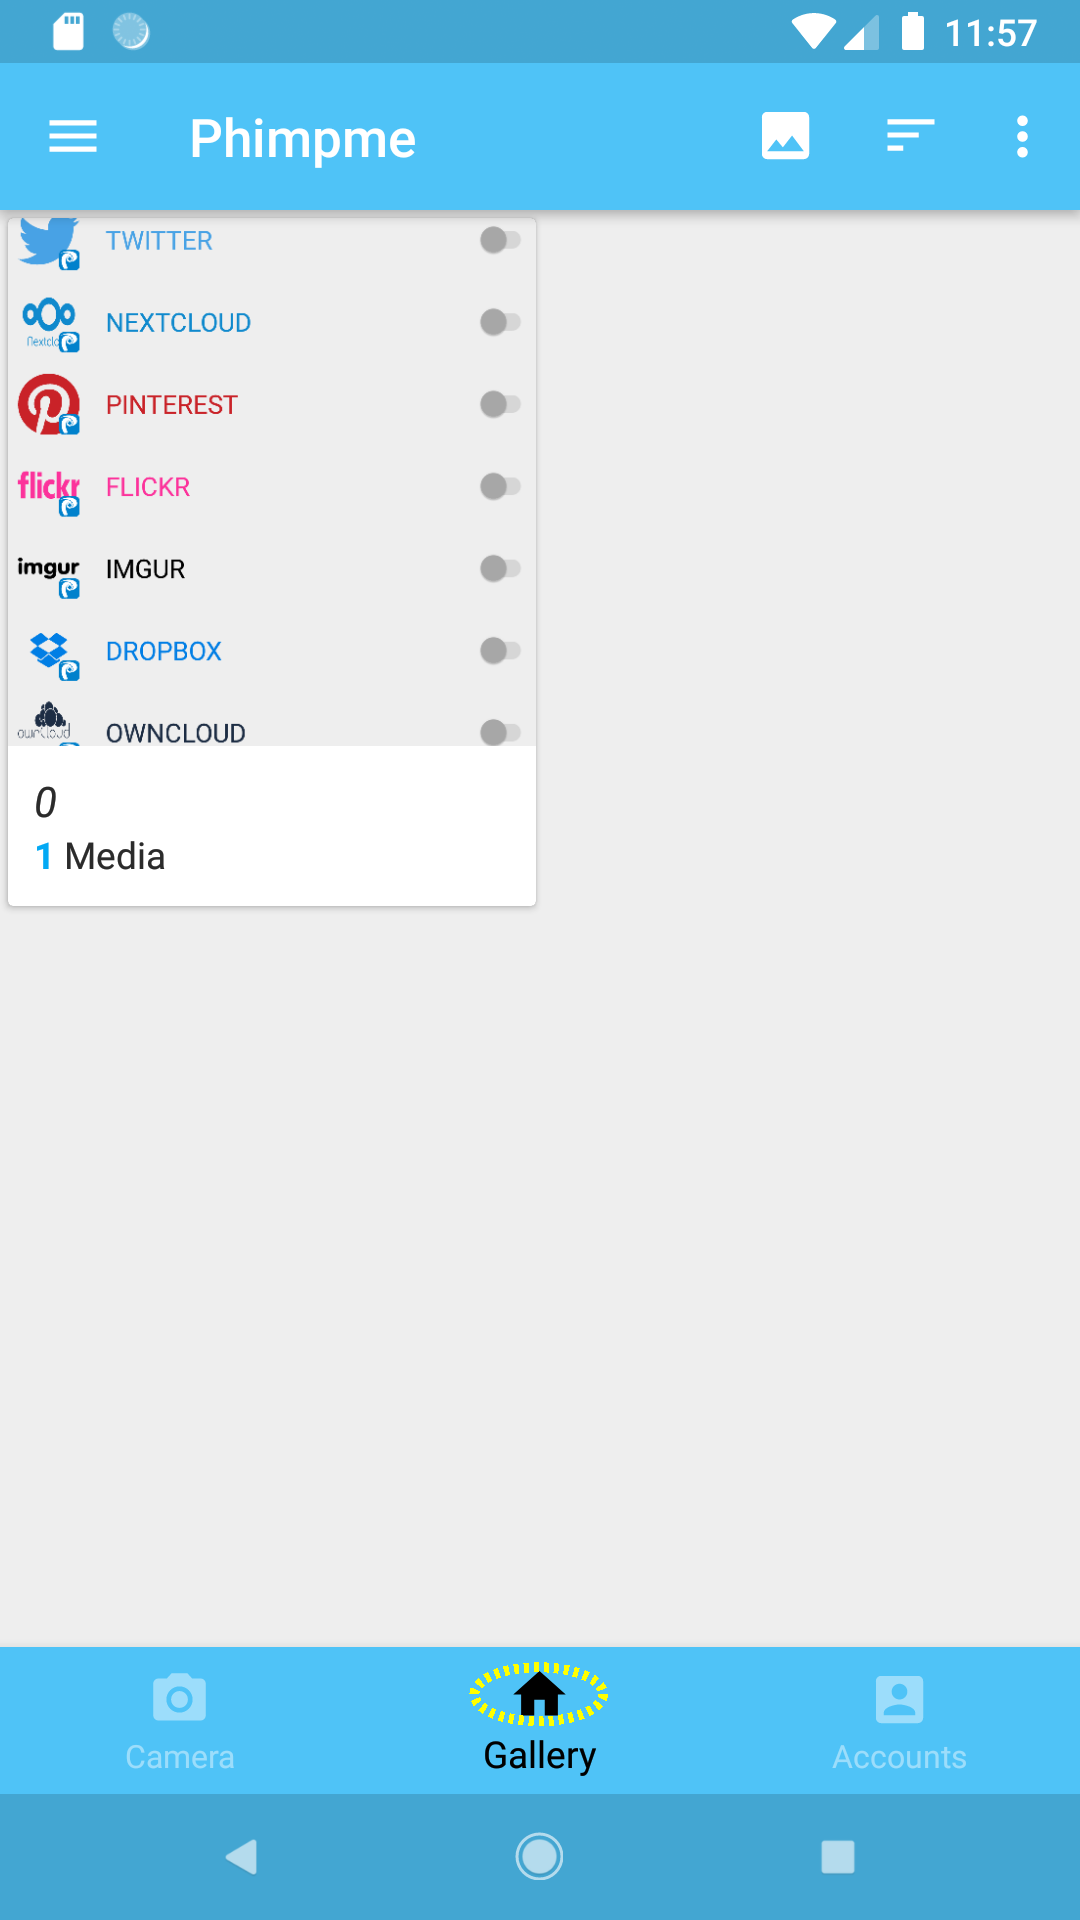 11:57
Phimpme
TWITTER
NEXTCLOUD
PINTEREST
flickr FLICKR
imgur IMGUR
DROPBOX
ownCloud OWNCLOUD
0
1 Media
Camera
Gallery
Accounts